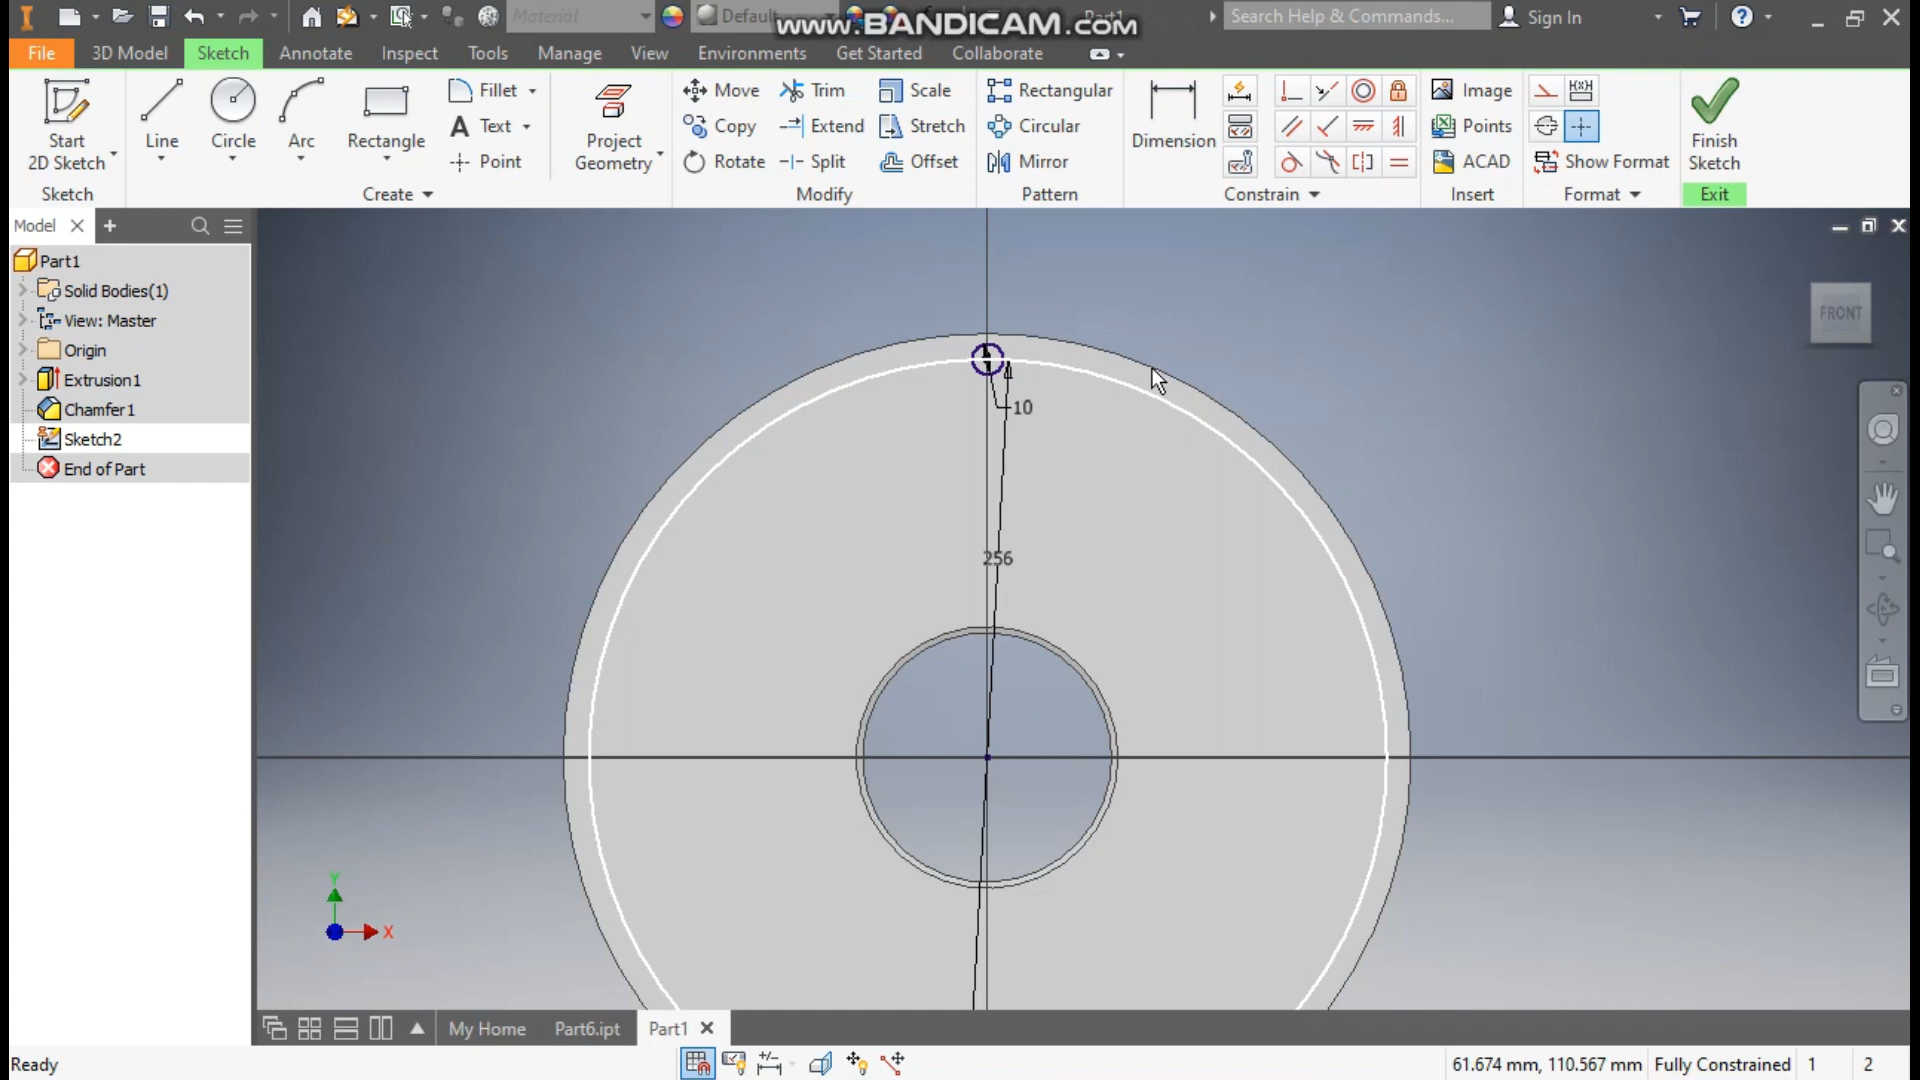 Material
Default
www.BANDICAM.com
Part1
Search Help & Commands...
Sign In
File
3D Model
Sketch
Annotate
Inspect
Tools
Manage
View
Environments
Get Started
Collaborate
Start
2D Sketch
Line
Circle
Arc
Rectangle
Fillet
Text
Point
Project
Geometry
Move
Copy
Rotate
Trim
Extend
Split
Scale
Stretch
Offset
Rectangular
Circular
Mirror
Dimension
Image
Points
ACAD
Show Format
Finish
Sketch
Sketch
Create
Modify
Pattern
Constrain
Insert
Format
Exit
Model
Part1
Solid Bodies(1)
View: Master
Origin
Extrusion1
Chamfer1
Sketch2
End of Part
FRONT
10
256
Y
X
My Home
Part6.ipt
Part1
Ready
61.674 mm, 110.567 mm
Fully Constrained
1
2